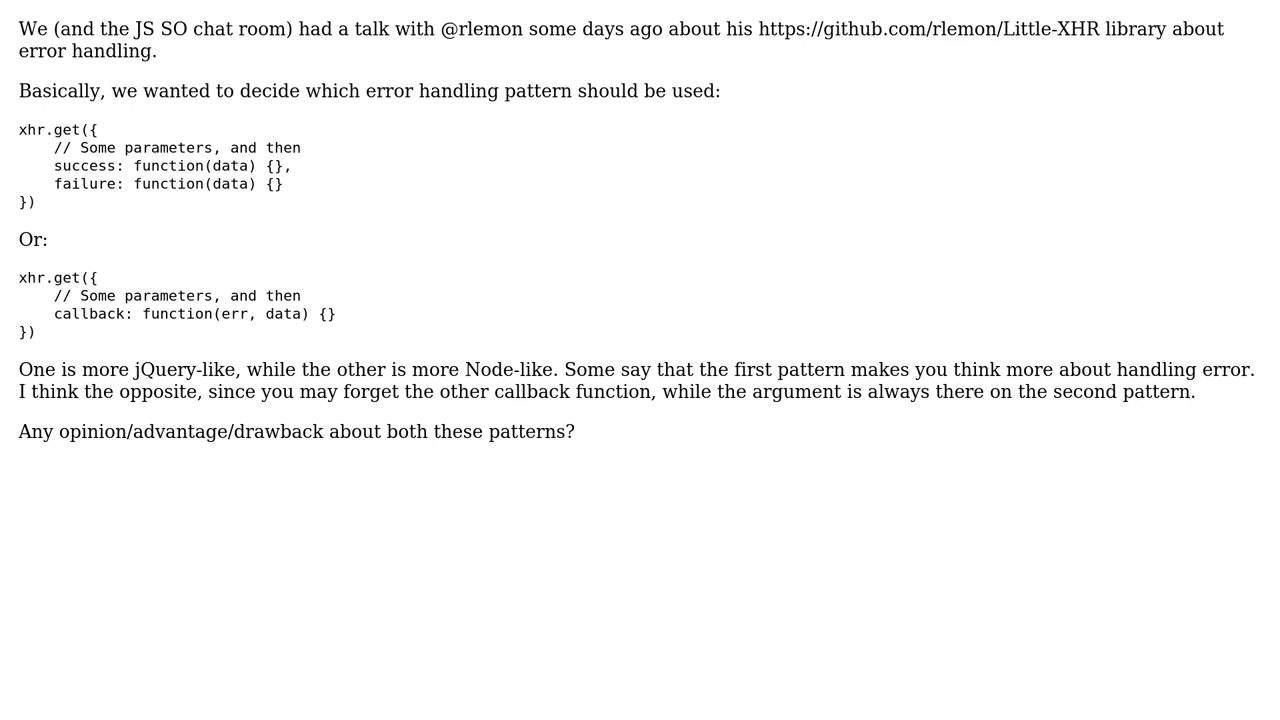 We (and the JS SO chat room) had a talk with @rlemon some days ago about his https://github.com/rlemon/Little-XHR library about
error handling.
Basically, we wanted to decide which error handling pattern should be used:
xhr.get({
    // Some parameters, and then
    success: function(data) {},
    failure: function(data) {}
})
Or:
xhr.get({
    // Some parameters, and then
    callback: function(err, data) {}
})
One is more jQuery-like, while the other is more Node-like. Some say that the first pattern makes you think more about handling error.
I think the opposite, since you may forget the other callback function, while the argument is always there on the second pattern.
Any opinion/advantage/drawback about both these patterns?